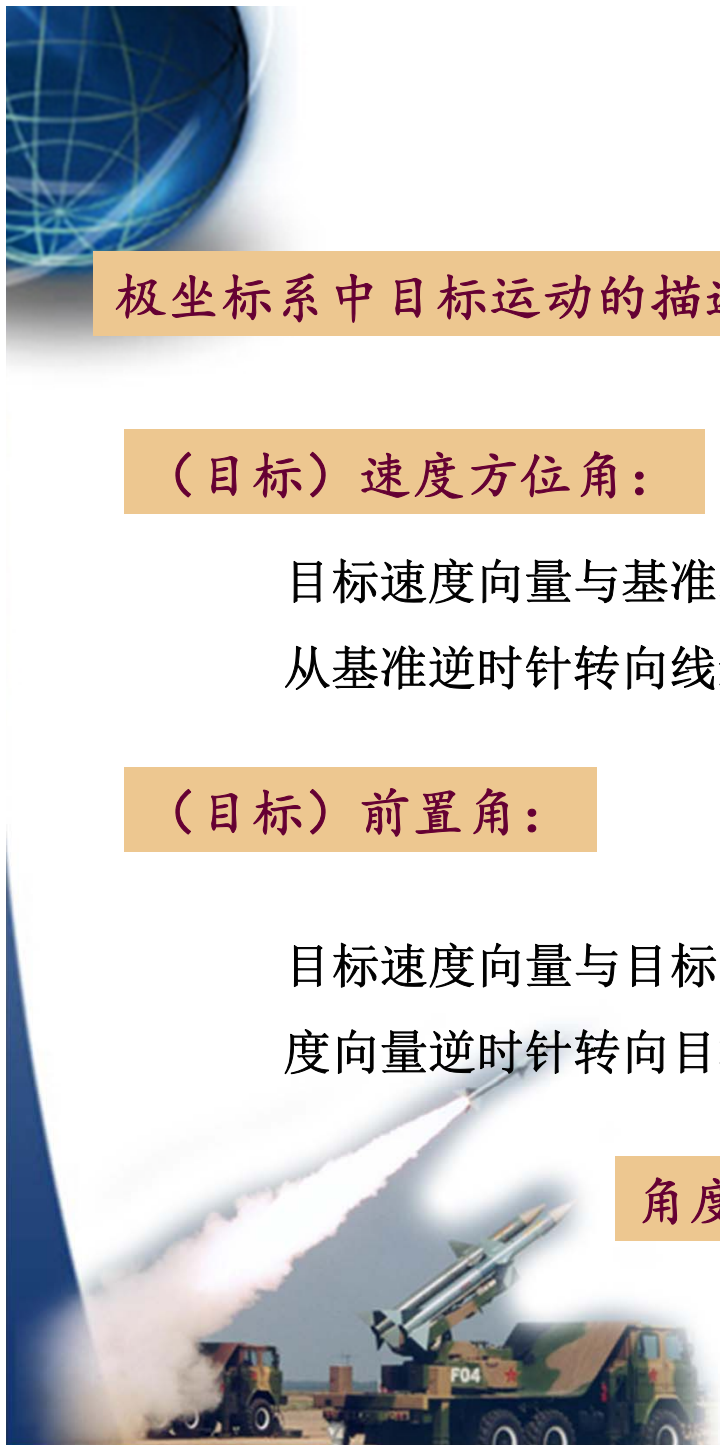 极坐标系中目标运动的描
（目标）速度方位角：
目标速度向量与基准
从基准逆时针转向线
（目标）前置角：
目标速度向量与目标
度向量逆时针转向目
角度
F04